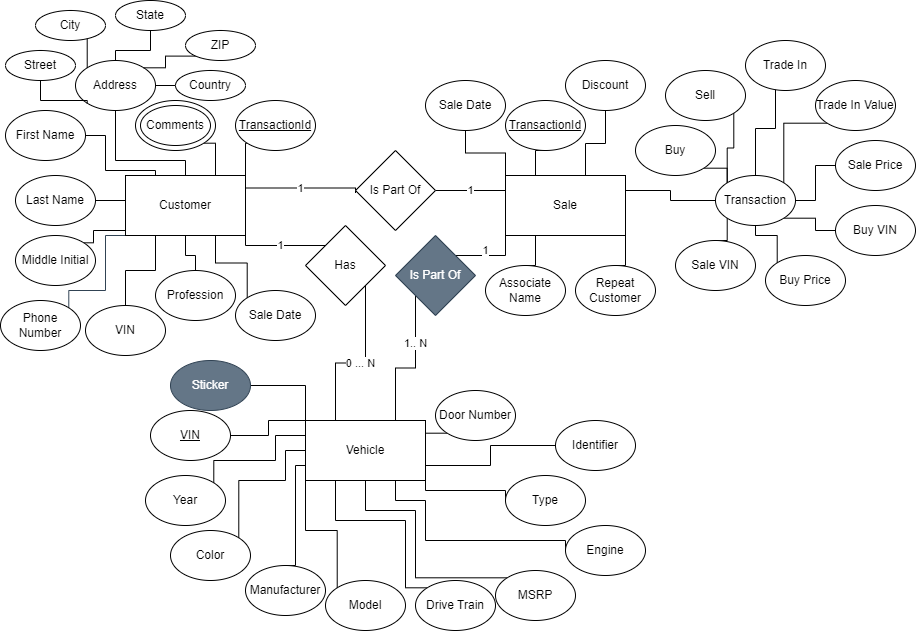 State
City
ZIP
Street
Address
Country
Comments
TransactionId
First Name
Last Name
Customer
Middle Initial
Phone
Number
VIN
Profession
Sale Date
1
Is Part Of
1
1
Has
Is Part Of
1
0 ... N
1.. N
Sale Date
TransactionId
Discount
Sale
Associate
Name
Repeat
Customer
Trade In
Sell
Trade In Value
Buy
Sale Price
Transaction
Buy VIN
Sale VIN
Buy Price
Sticker
VIN
Year
Color
Manufacturer
Model
Drive Train
MSRP
Engine
Type
Identifier
Door Number
Vehicle